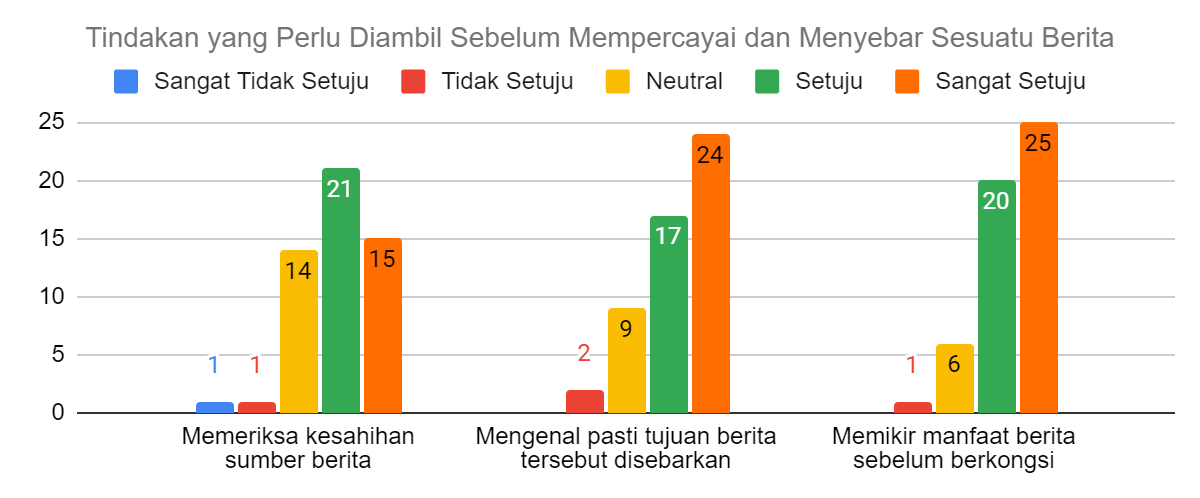 Tindakan yang Perlu Diambil Sebelum Mempercayai dan Menyebar Sesuatu Berita
Sangat Tidak Setuju Tidak Setuju Neutral Setuju Sangat Setuju
25
20
15
10
5
0
1 1 14 21 15
2 9 17 24
1 6 20 25
Memeriksa kesahihan
sumber berita
Mengenal pasti tujuan berita
tersebut disebarkan
Memikir manfaat berita
sebelum berkongsi